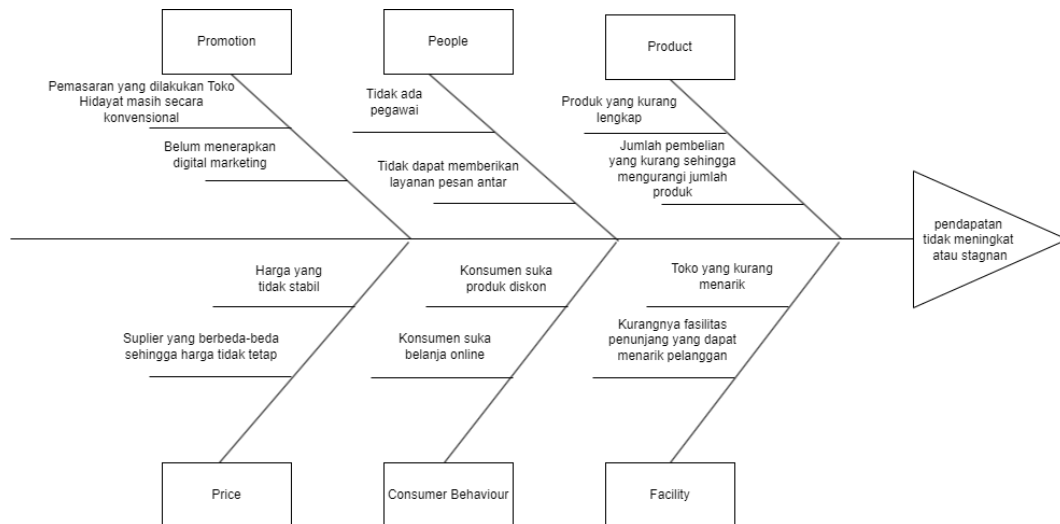 Promotion
People
Product
Pemasaran yang dilakukan Toko
Hidayat masih secara
konvensional
Belum menerapkan
digital marketing
Tidak ada
pegawai
Tidak dapat memberikan
layanan pesan antar
Produk yang kurang
lengkap
Jumlah pembelian
yang kurang sehingga
mengurangi jumlah
produk
pendapatan
tidak meningkat
atau stagnan
Harga yang
tidak stabil
Suplier yang berbeda-beda
sehingga harga tidak tetap
Konsumen suka
produk diskon
Konsumen suka
belanja online
Toko yang kurang
menarik
Kurangnya fasilitas
penunjang yang dapat
menarik pelanggan
Price
Consumer Behaviour
Facility